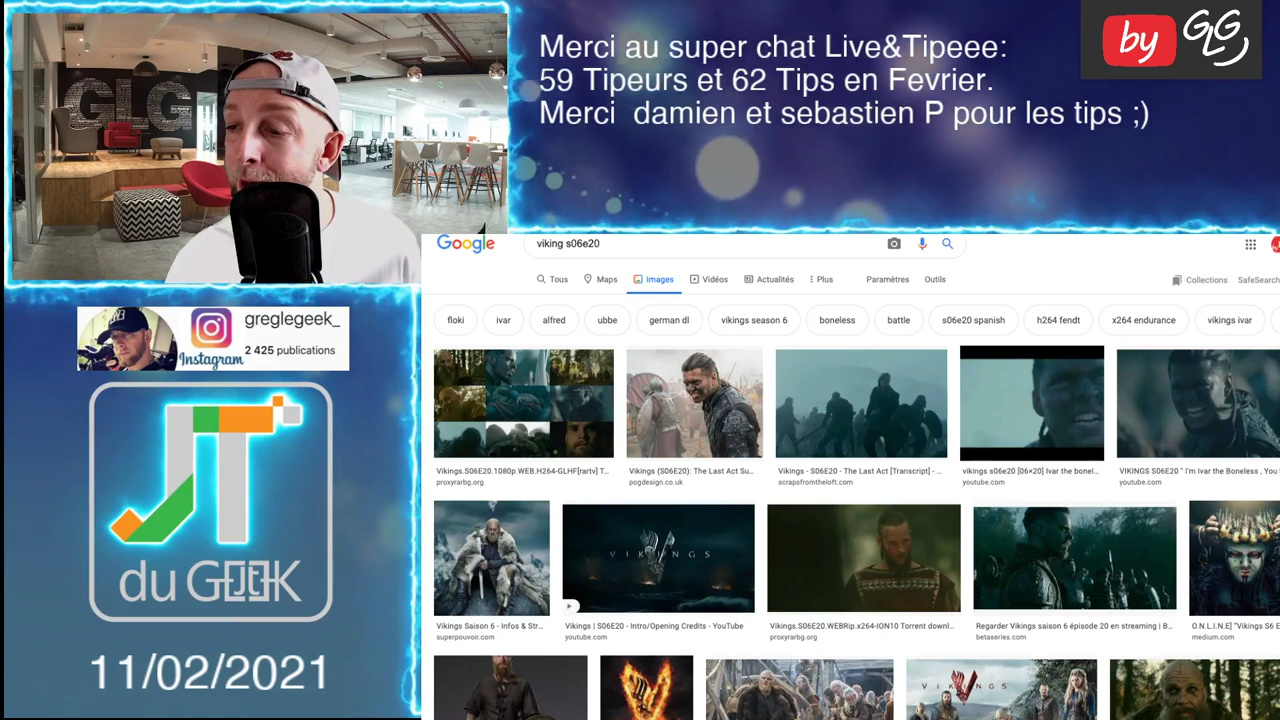 GLG
Merci au super chat Live&Tipeee:
59 Tipeurs et 62 Tips en Fevrier.
Merci  damien et sebastien P pour les tips ;)
by GLG
greglegeek_
Instagram
2 425 publications
JT
du GEEK
11/02/2021
Google
viking s06e20
Tous Maps Images Vidéos Actualités Plus Paramètres Outils Collections SafeSearch
floki ivar alfred ubbe german dl vikings season 6 boneless battle s06e20 spanish h264 fendt x264 endurance vikings ivar
Vikings.S06E20.1080p.WEB.H264-GLHF[rartv] T...
proxyrarbg.org
Vikings (S06E20): The Last Act Su...
pogdesign.co.uk
Vikings - S06E20 - The Last Act [Transcript] - ...
scrapsfromtheloft.com
vikings s06e20 [06×20] Ivar the bonel...
youtube.com
VIKINGS S06E20 " I'm Ivar the Boneless , You
youtube.com
VIKINGS
Vikings Saison 6 - Infos & Str...
superpouvoir.com
Vikings | S06E20 - Intro/Opening Credits - YouTube
youtube.com
Vikings.S06E20.WEBRip.x264-ION10 Torrent downl...
proxyrarbg.org
Regarder Vikings saison 6 épisode 20 en streaming | B...
betaseries.com
O.N.L.I.N.E] "Vikings S6 E
medium.com
VIKINGS